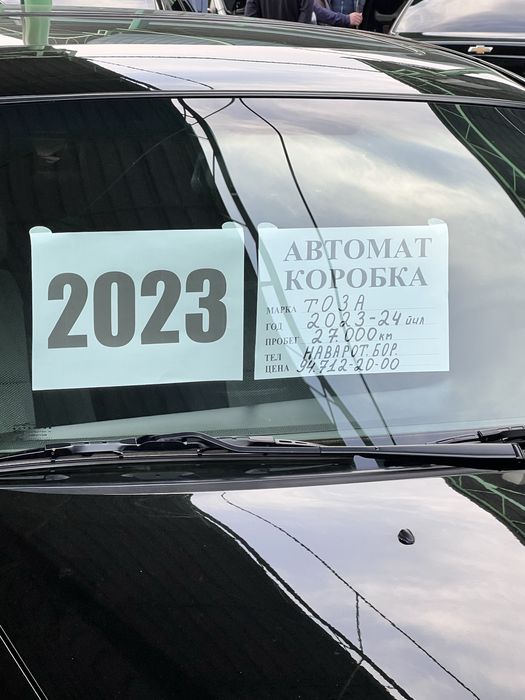 2023
АВТОМАТ
КОРОБКА
МАРКА ТОЗА
ГОД 2023-24 йил
ПРОБЕГ 27.000 км
ТЕЛ НАВАРОТ.БОР.
ЦЕНА 94.712-20-00